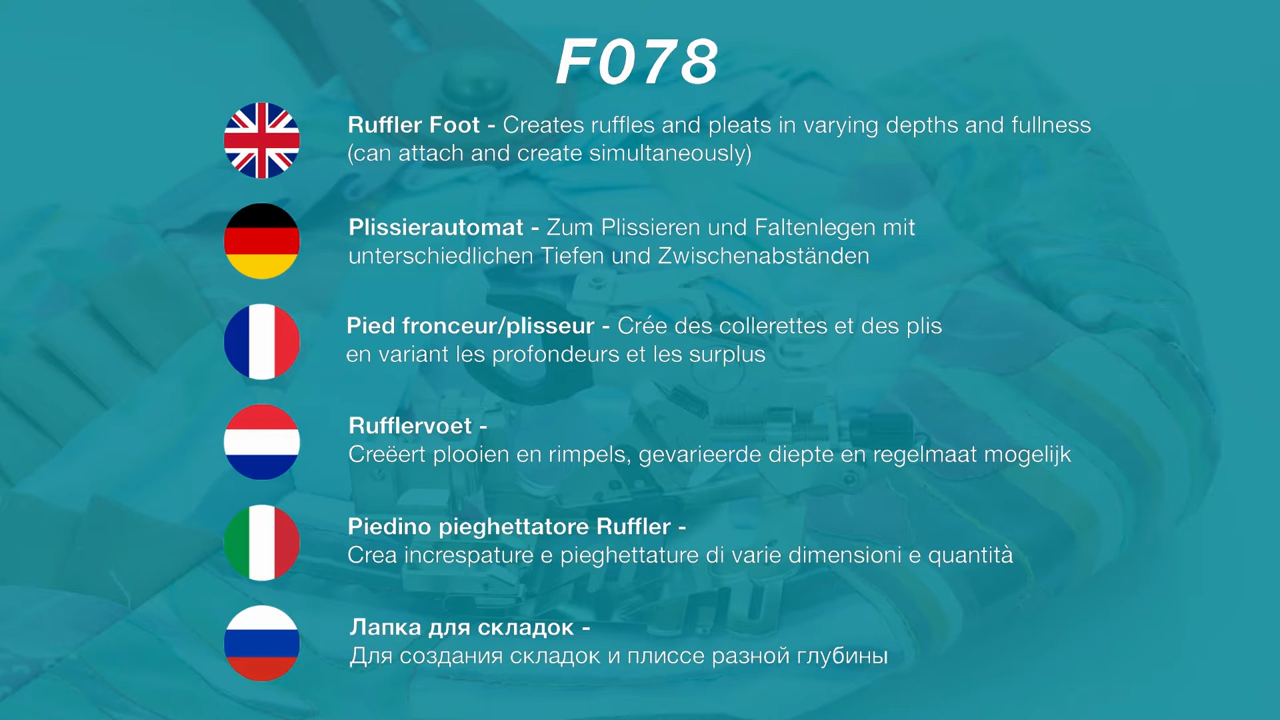 F078
Ruffler Foot - Creates ruffles and pleats in varying depths and fullness
(can attach and create simultaneously)
Plissierautomat - Zum Plissieren und Faltenlegen mit
unterschiedlichen Tiefen und Zwischenabständen
Pied fronceur/plisseur - Crée des collerettes et des plis
en variant les profondeurs et les surplus
Rufflervoet -
Creëert plooien en rimpels, gevarieerde diepte en regelmaat mogelijk
Piedino pieghettatore Ruffler -
Crea increspature e pieghettature di varie dimensioni e quantità
Лапка для складок -
Для создания складок и плиссе разной глубины